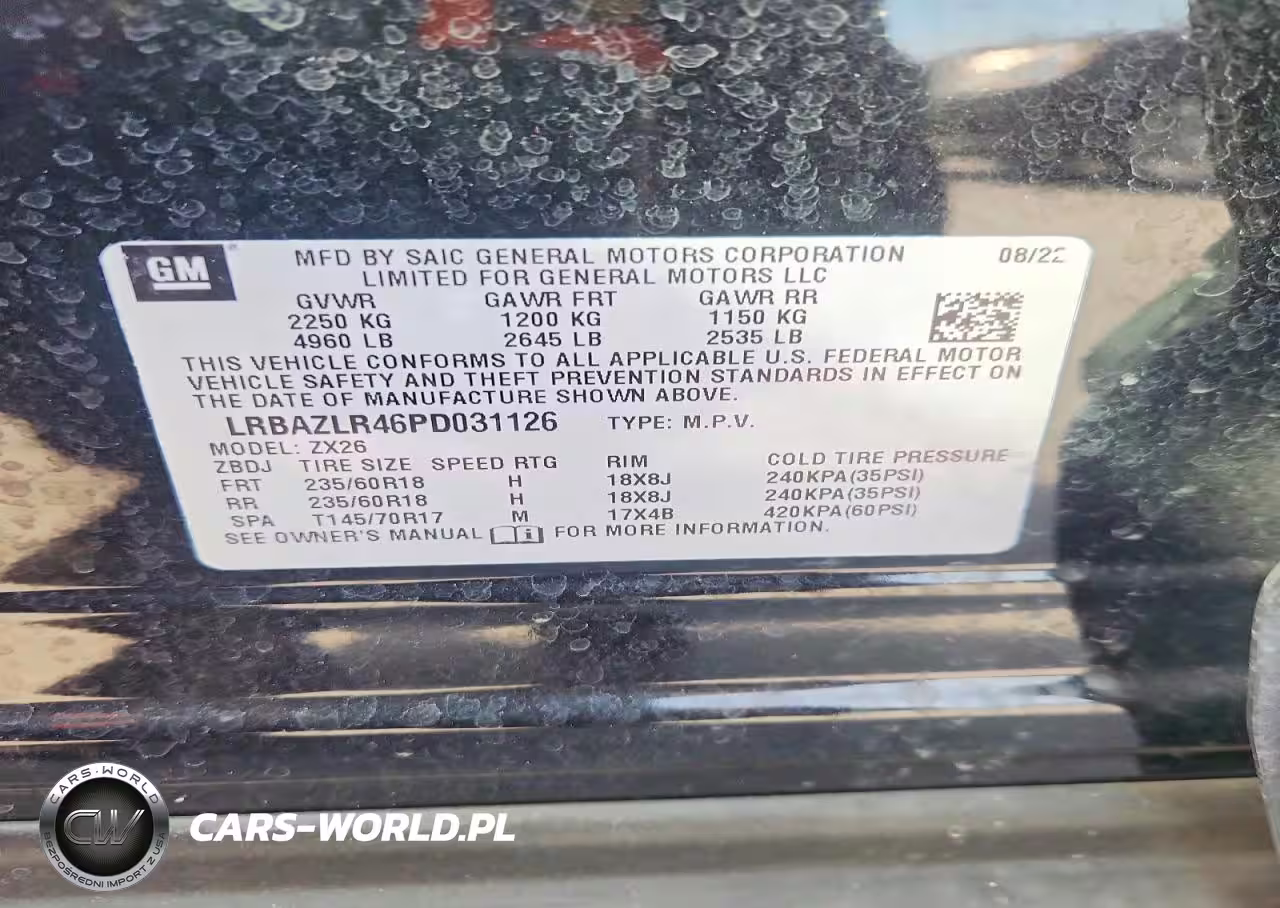 GM
MFD BY SAIC GENERAL MOTORS CORPORATION 08/22
LIMITED FOR GENERAL MOTORS LLC
GVWR GAWR FRT GAWR RR
2250 KG 1200 KG 1150 KG
4960 LB 2645 LB 2535 LB
THIS VEHICLE CONFORMS TO ALL APPLICABLE U.S. FEDERAL MOTOR
VEHICLE SAFETY AND THEFT PREVENTION STANDARDS IN EFFECT ON
THE DATE OF MANUFACTURE SHOWN ABOVE.
LRBAZLR46PD031126 TYPE: M.P.V.
MODEL: ZX26
ZBDJ TIRE SIZE SPEED RTG RIM COLD TIRE PRESSURE
FRT 235/60R18 H 18X8J 240KPA(35PSI)
RR 235/60R18 H 18X8J 240KPA(35PSI)
SPA T145/70R17 M 17X4B 420KPA(60PSI)
SEE OWNER'S MANUAL FOR MORE INFORMATION.
CARS-WORLD
CW
BEZPOŚREDNI IMPORT Z USA
CARS-WORLD.PL